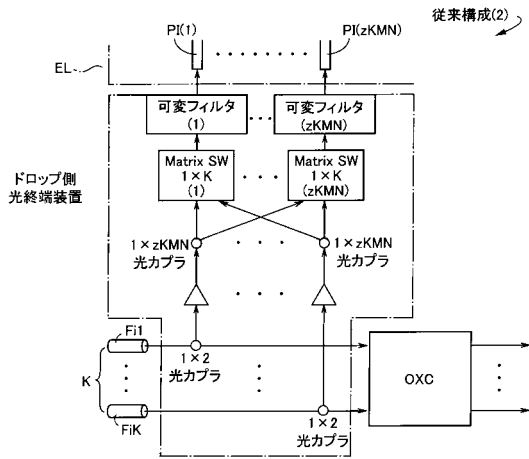 従来構成(2)
PI(1)
PI(zKMN)
EL
可変フィルタ
(1)
可変フィルタ
(zKMN)
Matrix SW
1×K
(1)
Matrix SW
1×K
(zKMN)
ドロップ側
光終端装置
1×zKMN
光カプラ
1×zKMN
光カプラ
Fi1
K
1×2
光カプラ
OXC
FiK
1×2
光カプラ